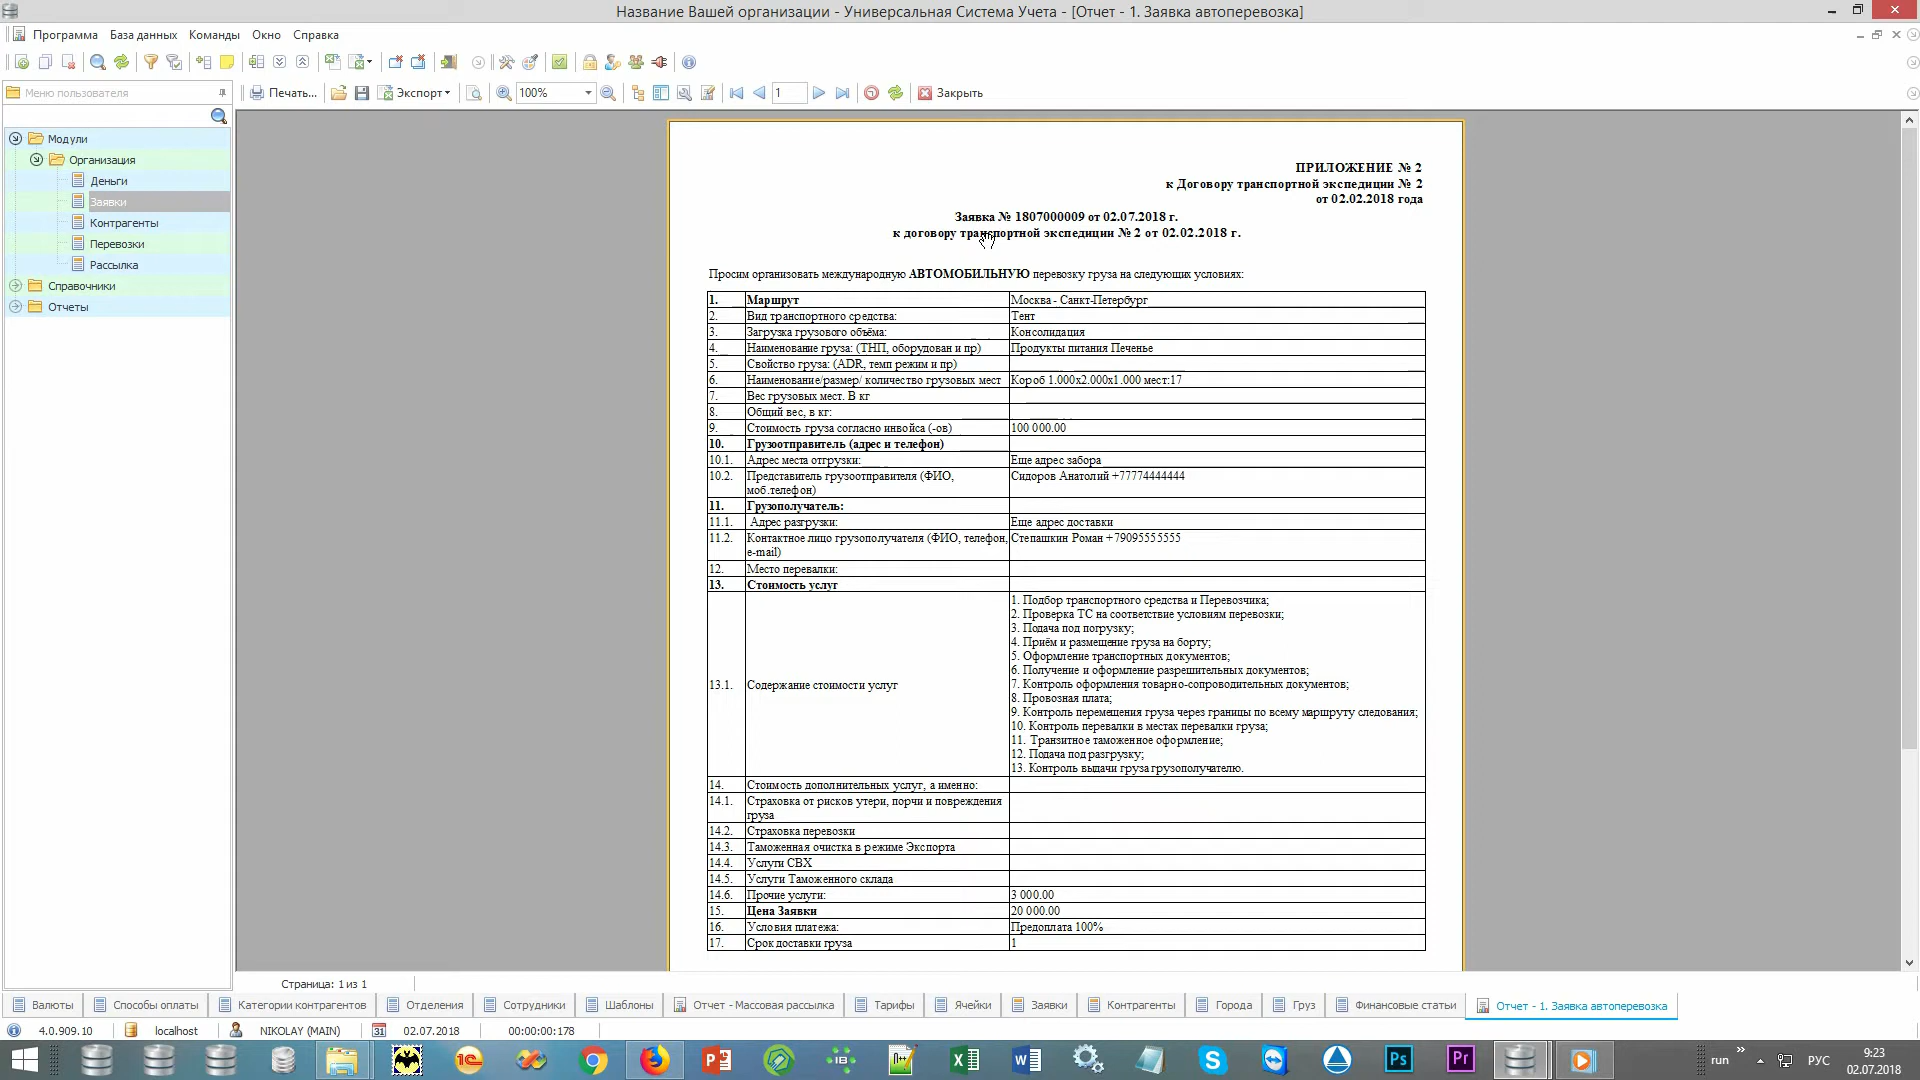 Название Вашей организации - Универсальная Система Учета - [Отчет - 1. Заявка автоперевозка]
Программа База данных Команды Окно Справка
Меню пользователя
Печать... Экспорт 100% 1 Закрыть
Модули
Организация
Деньги
Заявки
Контрагенты
Перевозки
Рассылка
Справочники
Отчеты
ПРИЛОЖЕНИЕ № 2
к Договору транспортной экспедиции № 2
от 02.02.2018 года
Заявка № 1807000009 от 02.07.2018 г.
к договору транспортной экспедиции № 2 от 02.02.2018 г.
Просим организовать международную АВТОМОБИЛЬНУЮ перевозку груза на следующих условиях:
1. Маршрут Москва - Санкт-Петербург
2. Вид транспортного средства: Тент
3. Загрузка грузового объёма: Консолидация
4. Наименование груза: (ТНП, оборудован и пр) Продукты питания Печенье
5. Свойство груза: (ADR, темп режим и пр)
6. Наименование/размер/ количество грузовых мест Короб 1.000x2.000x1.000 мест:17
7. Вес грузовых мест. В кг
8. Общий вес, в кг:
9. Стоимость груза согласно инвойса (-ов) 100 000.00
10. Грузоотправитель (адрес и телефон)
10.1. Адрес места отгрузки: Еще адрес забора
10.2. Представитель грузоотправителя (ФИО, Сидоров Анатолий +77774444444
моб.телефон)
11. Грузополучатель:
11.1. Адрес разгрузки: Еще адрес доставки
11.2. Контактное лицо грузополучателя (ФИО, телефон, Степашкин Роман +79095555555
e-mail)
12. Место перевалки:
13. Стоимость услуг
1. Подбор транспортного средства и Перевозчика;
2. Проверка ТС на соответствие условиям перевозки;
3. Подача под погрузку;
4. Приём и размещение груза на борту;
5. Оформление транспортных документов;
6. Получение и оформление разрешительных документов;
13.1. Содержание стоимости услуг 7. Контроль оформления товарно-сопроводительных документов;
8. Провозная плата;
9. Контроль перемещения груза через границы по всему маршруту следования;
10. Контроль перевалки в местах перевалки груза;
11. Транзитное таможенное оформление;
12. Подача под разгрузку;
13. Контроль выдачи груза грузополучателю.
14. Стоимость дополнительных услуг, а именно:
14.1. Страховка от рисков утери, порчи и повреждения
груза
14.2. Страховка перевозки
14.3. Таможенная очистка в режиме Экспорта
14.4. Услуги СВХ
14.5. Услуги Таможенного склада
14.6. Прочие услуги: 3 000.00
15. Цена Заявки 20 000.00
16. Условия платежа: Предоплата 100%
17. Срок доставки груза 1
Страница: 1 из 1
Валюты Способы оплаты Категории контрагентов Отделения Сотрудники Шаблоны Отчет - Массовая рассылка Тарифы Ячейки Заявки Контрагенты Города Груз Финансовые статьи Отчет - 1. Заявка автоперевозка
4.0.909.10 localhost NIKOLAY (MAIN) 31 02.07.2018 00:00:00:178
run РУС 9:23
02.07.2018